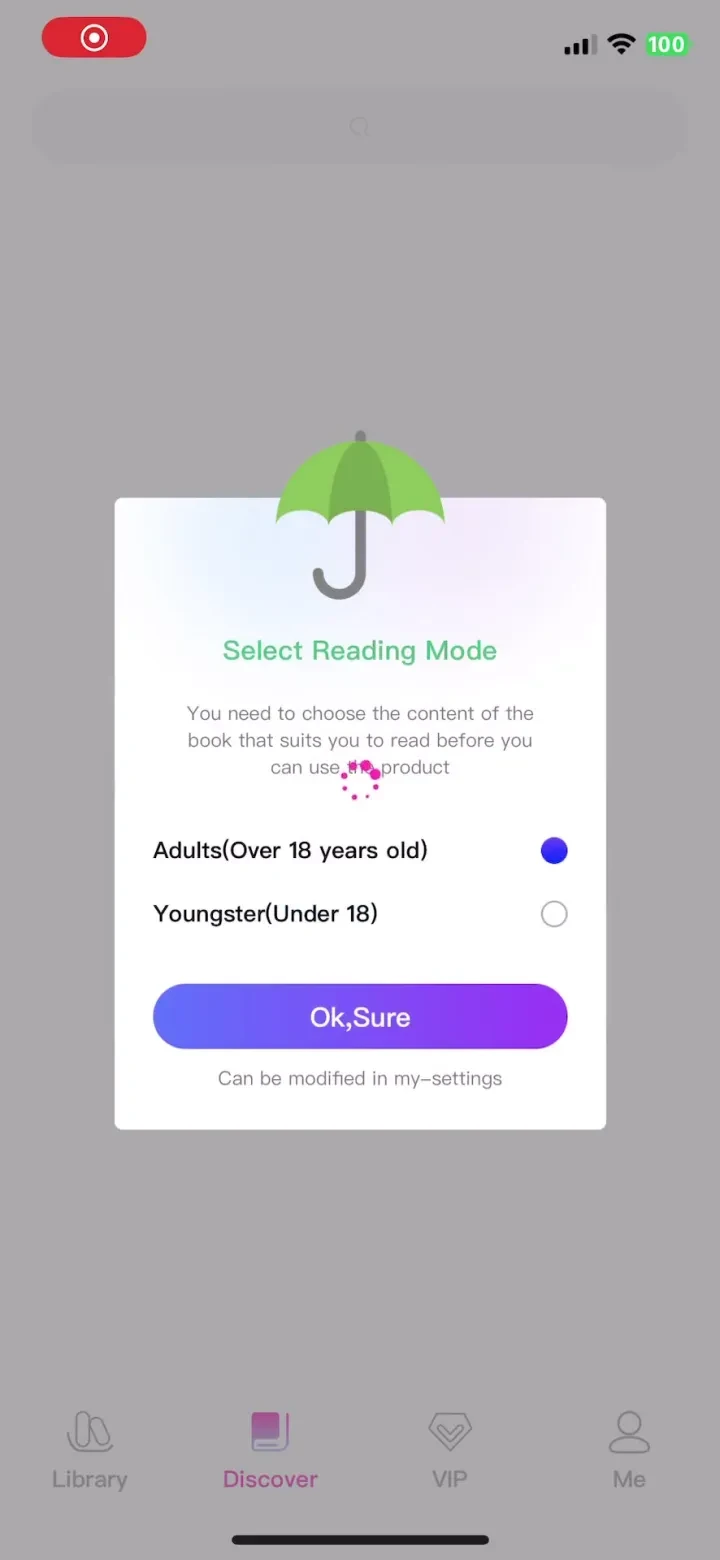 100
Select Reading Mode
You need to choose the content of the
book that suits you to read before you
can use the product
Adults(Over 18 years old)
Youngster(Under 18)
Ok,Sure
Can be modified in my-settings
Library
Discover
VIP
Me